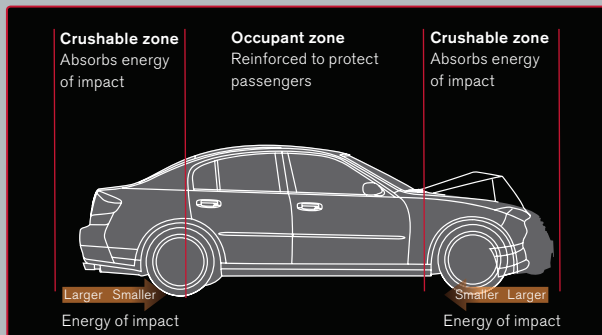 Crushable zone
Absorbs energy
of impact
Occupant zone
Reinforced to protect
passengers
Crushable zone
Absorbs energy
of impact
Larger Smaller
Energy of impact
Smaller Larger
Energy of impact